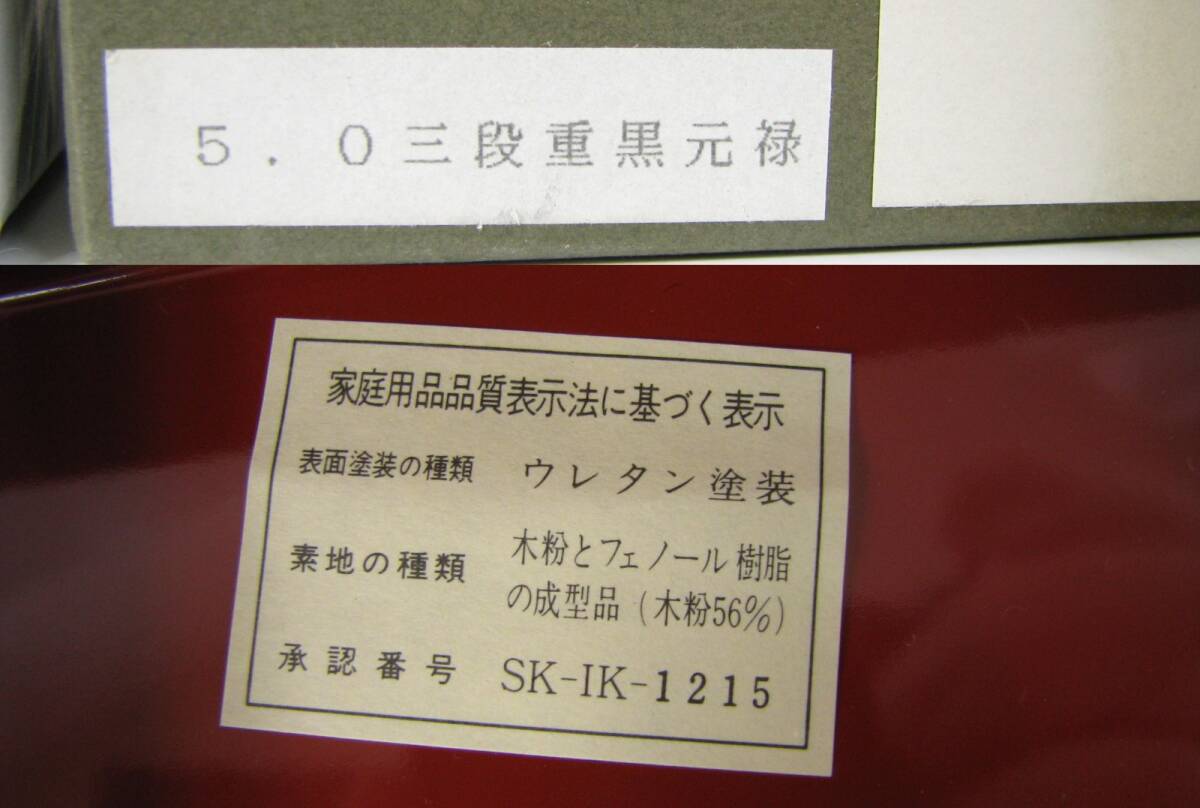 5.0三段重黒元禄
家庭用品品質表示法に基づく表示
表面塗装の種類 ウレタン塗装
素地の種類 木粉とフェノール樹脂
の成型品(木粉56%)
承認番号 SK-IK-1215